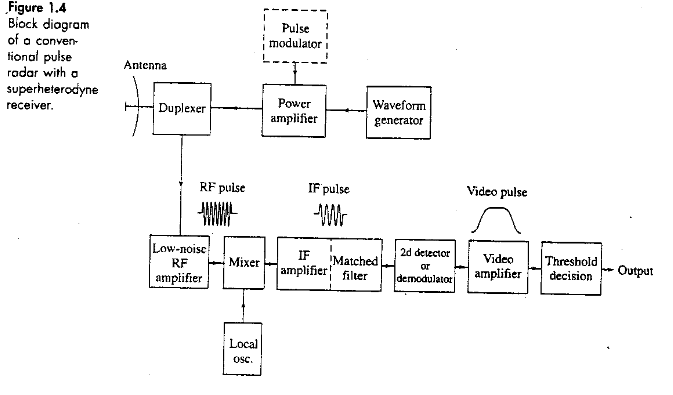 Figure 1.4
Block diagram
of a conven-
tional pulse
radar with a
superheterodyne
receiver.
Pulse
modulator
Antenna
Duplexer
Power
amplifier
Waveform
generator
RF pulse
IF pulse
Video pulse
Low-noise
RF
amplifier
Mixer
IF
amplifier
Matched
filter
2d detector
or
demodulator
Video
amplifier
Threshold
decision
Output
Local
osc.